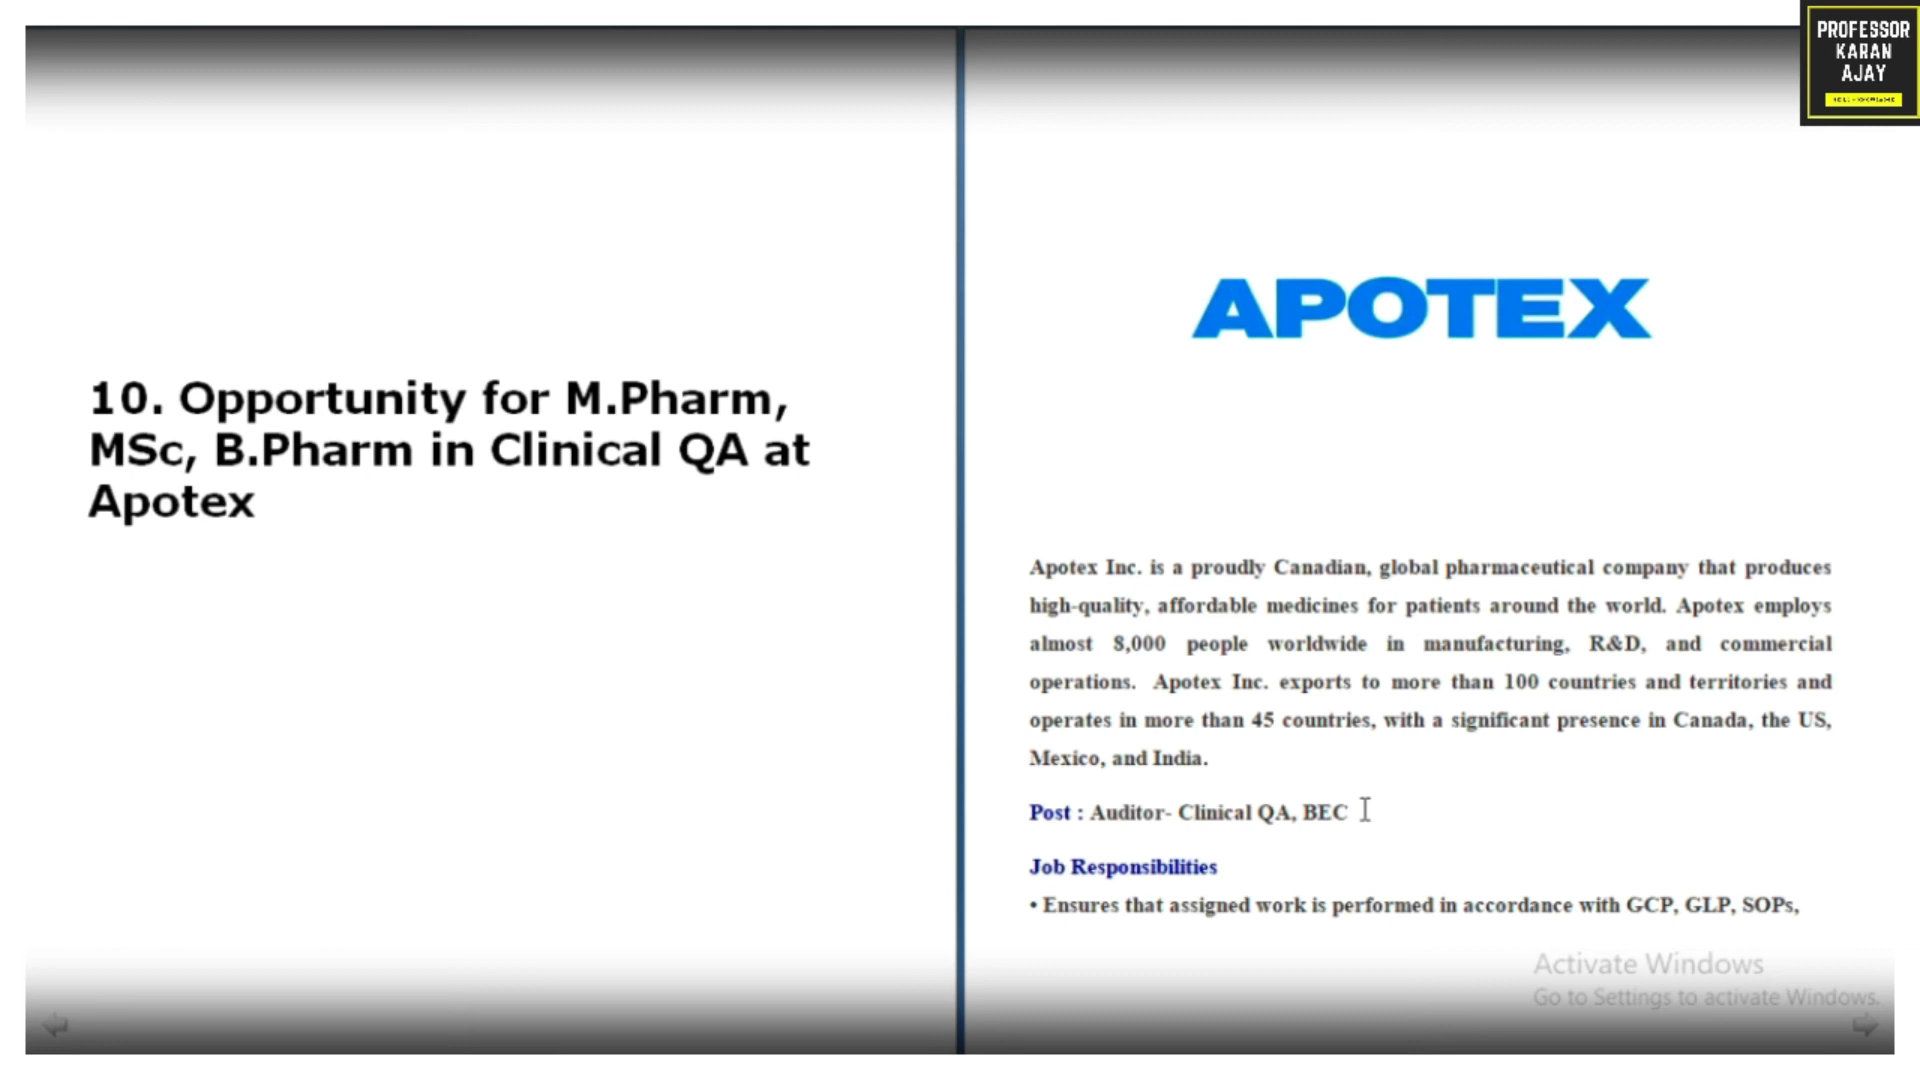 PROFESSOR
KARAN
AJAY
10. Opportunity for M.Pharm,
MSc, B.Pharm in Clinical QA at
Apotex
APOTEX
Apotex Inc. is a proudly Canadian, global pharmaceutical company that produces
high-quality, affordable medicines for patients around the world. Apotex employs
almost 8,000 people worldwide in manufacturing, R&D, and commercial
operations. Apotex Inc. exports to more than 100 countries and territories and
operates in more than 45 countries, with a significant presence in Canada, the US,
Mexico, and India.
Post : Auditor- Clinical QA, BEC
Job Responsibilities
• Ensures that assigned work is performed in accordance with GCP, GLP, SOPs,
Activate Windows
Go to Settings to activate Windows.